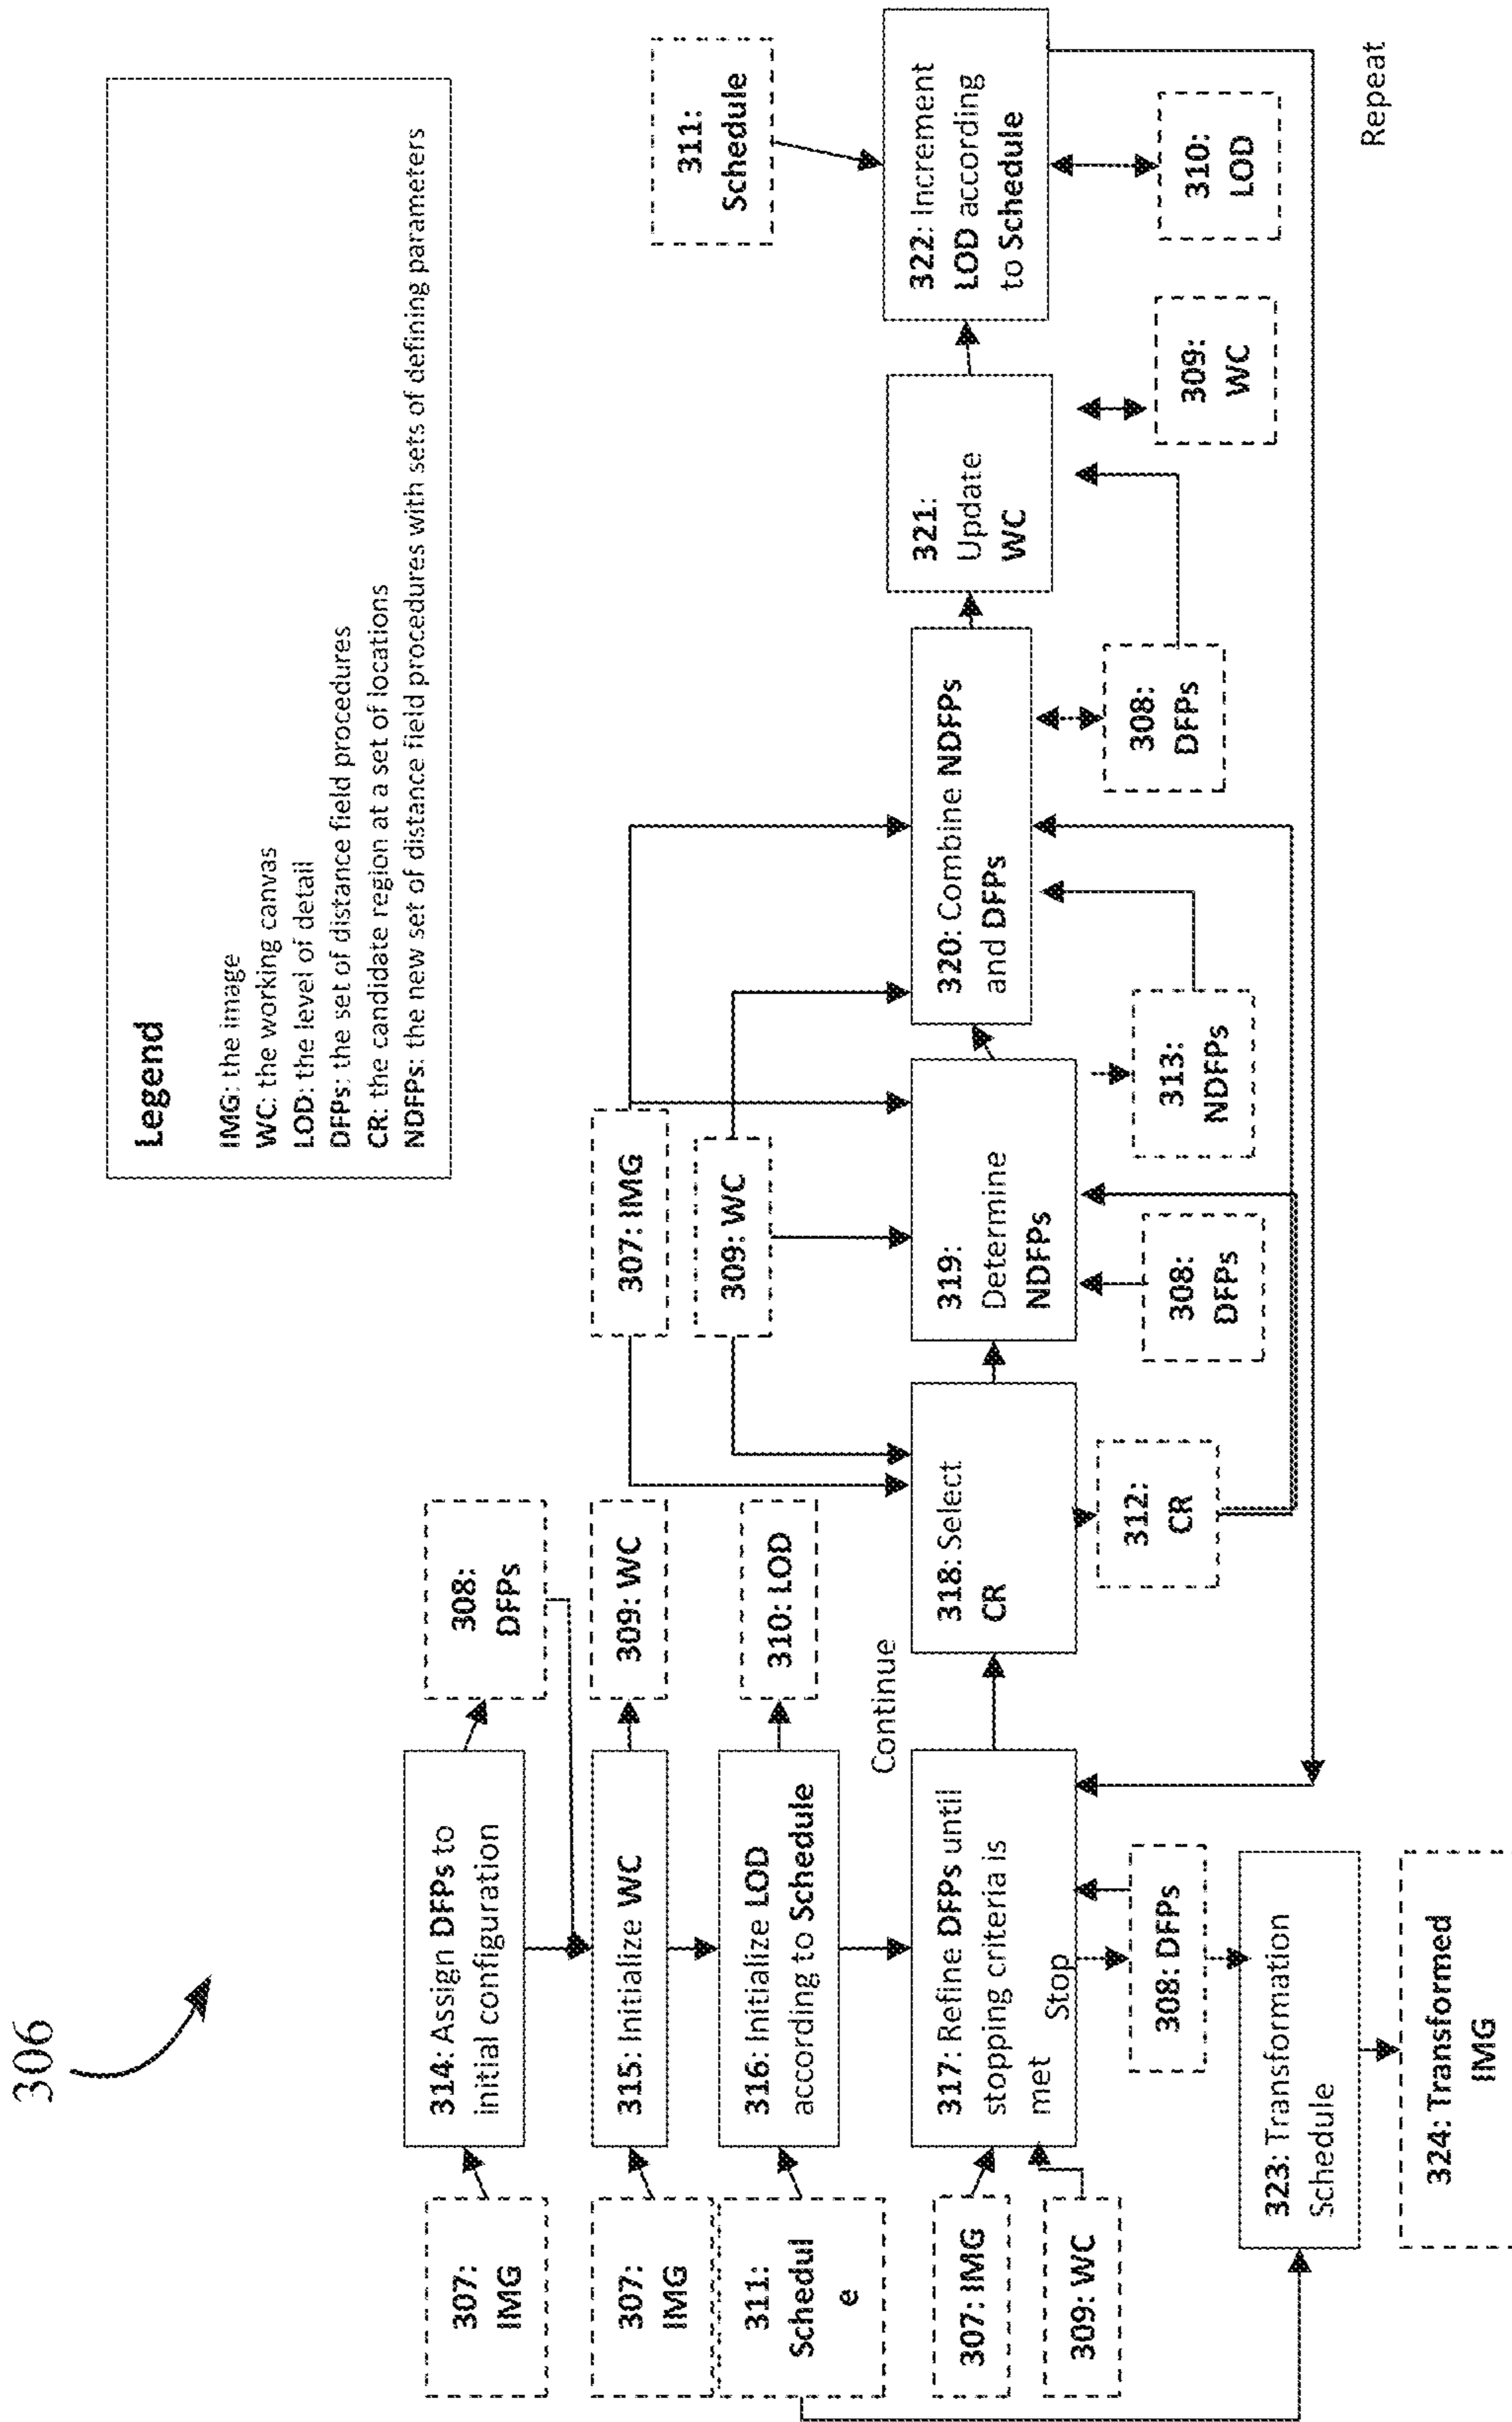 306
Legend
IMG: the image
WC: the working canvas
LOD: the level of detail
DFPs: the set of distance field procedures
CR: the candidate region at a set of locations
NDFPs: the new set of distance field procedures with sets of defining parameters
307:
IMG
314: Assign DFPs to
initial configuration
308:
DFPs
307:
IMG
315: Initialize WC
309: WC
311:
Schedul
e
316: Initialize LOD
according to Schedule
310: LOD
307: IMG
309: WC
317: Refine DFPs until
stopping criteria is
met
Stop
Continue
308: DFPs
323: Transformation
Schedule
324: Transformed
IMG
307: IMG
309: WC
318: Select
CR
312:
CR
319:
Determine
NDFPs
308:
DFPs
313:
NDFPs
320: Combine NDFPs
and DFPs
308:
DFPs
321:
Update
WC
309:
WC
311:
Schedule
322: Increment
LOD according
to Schedule
310:
LOD
Repeat